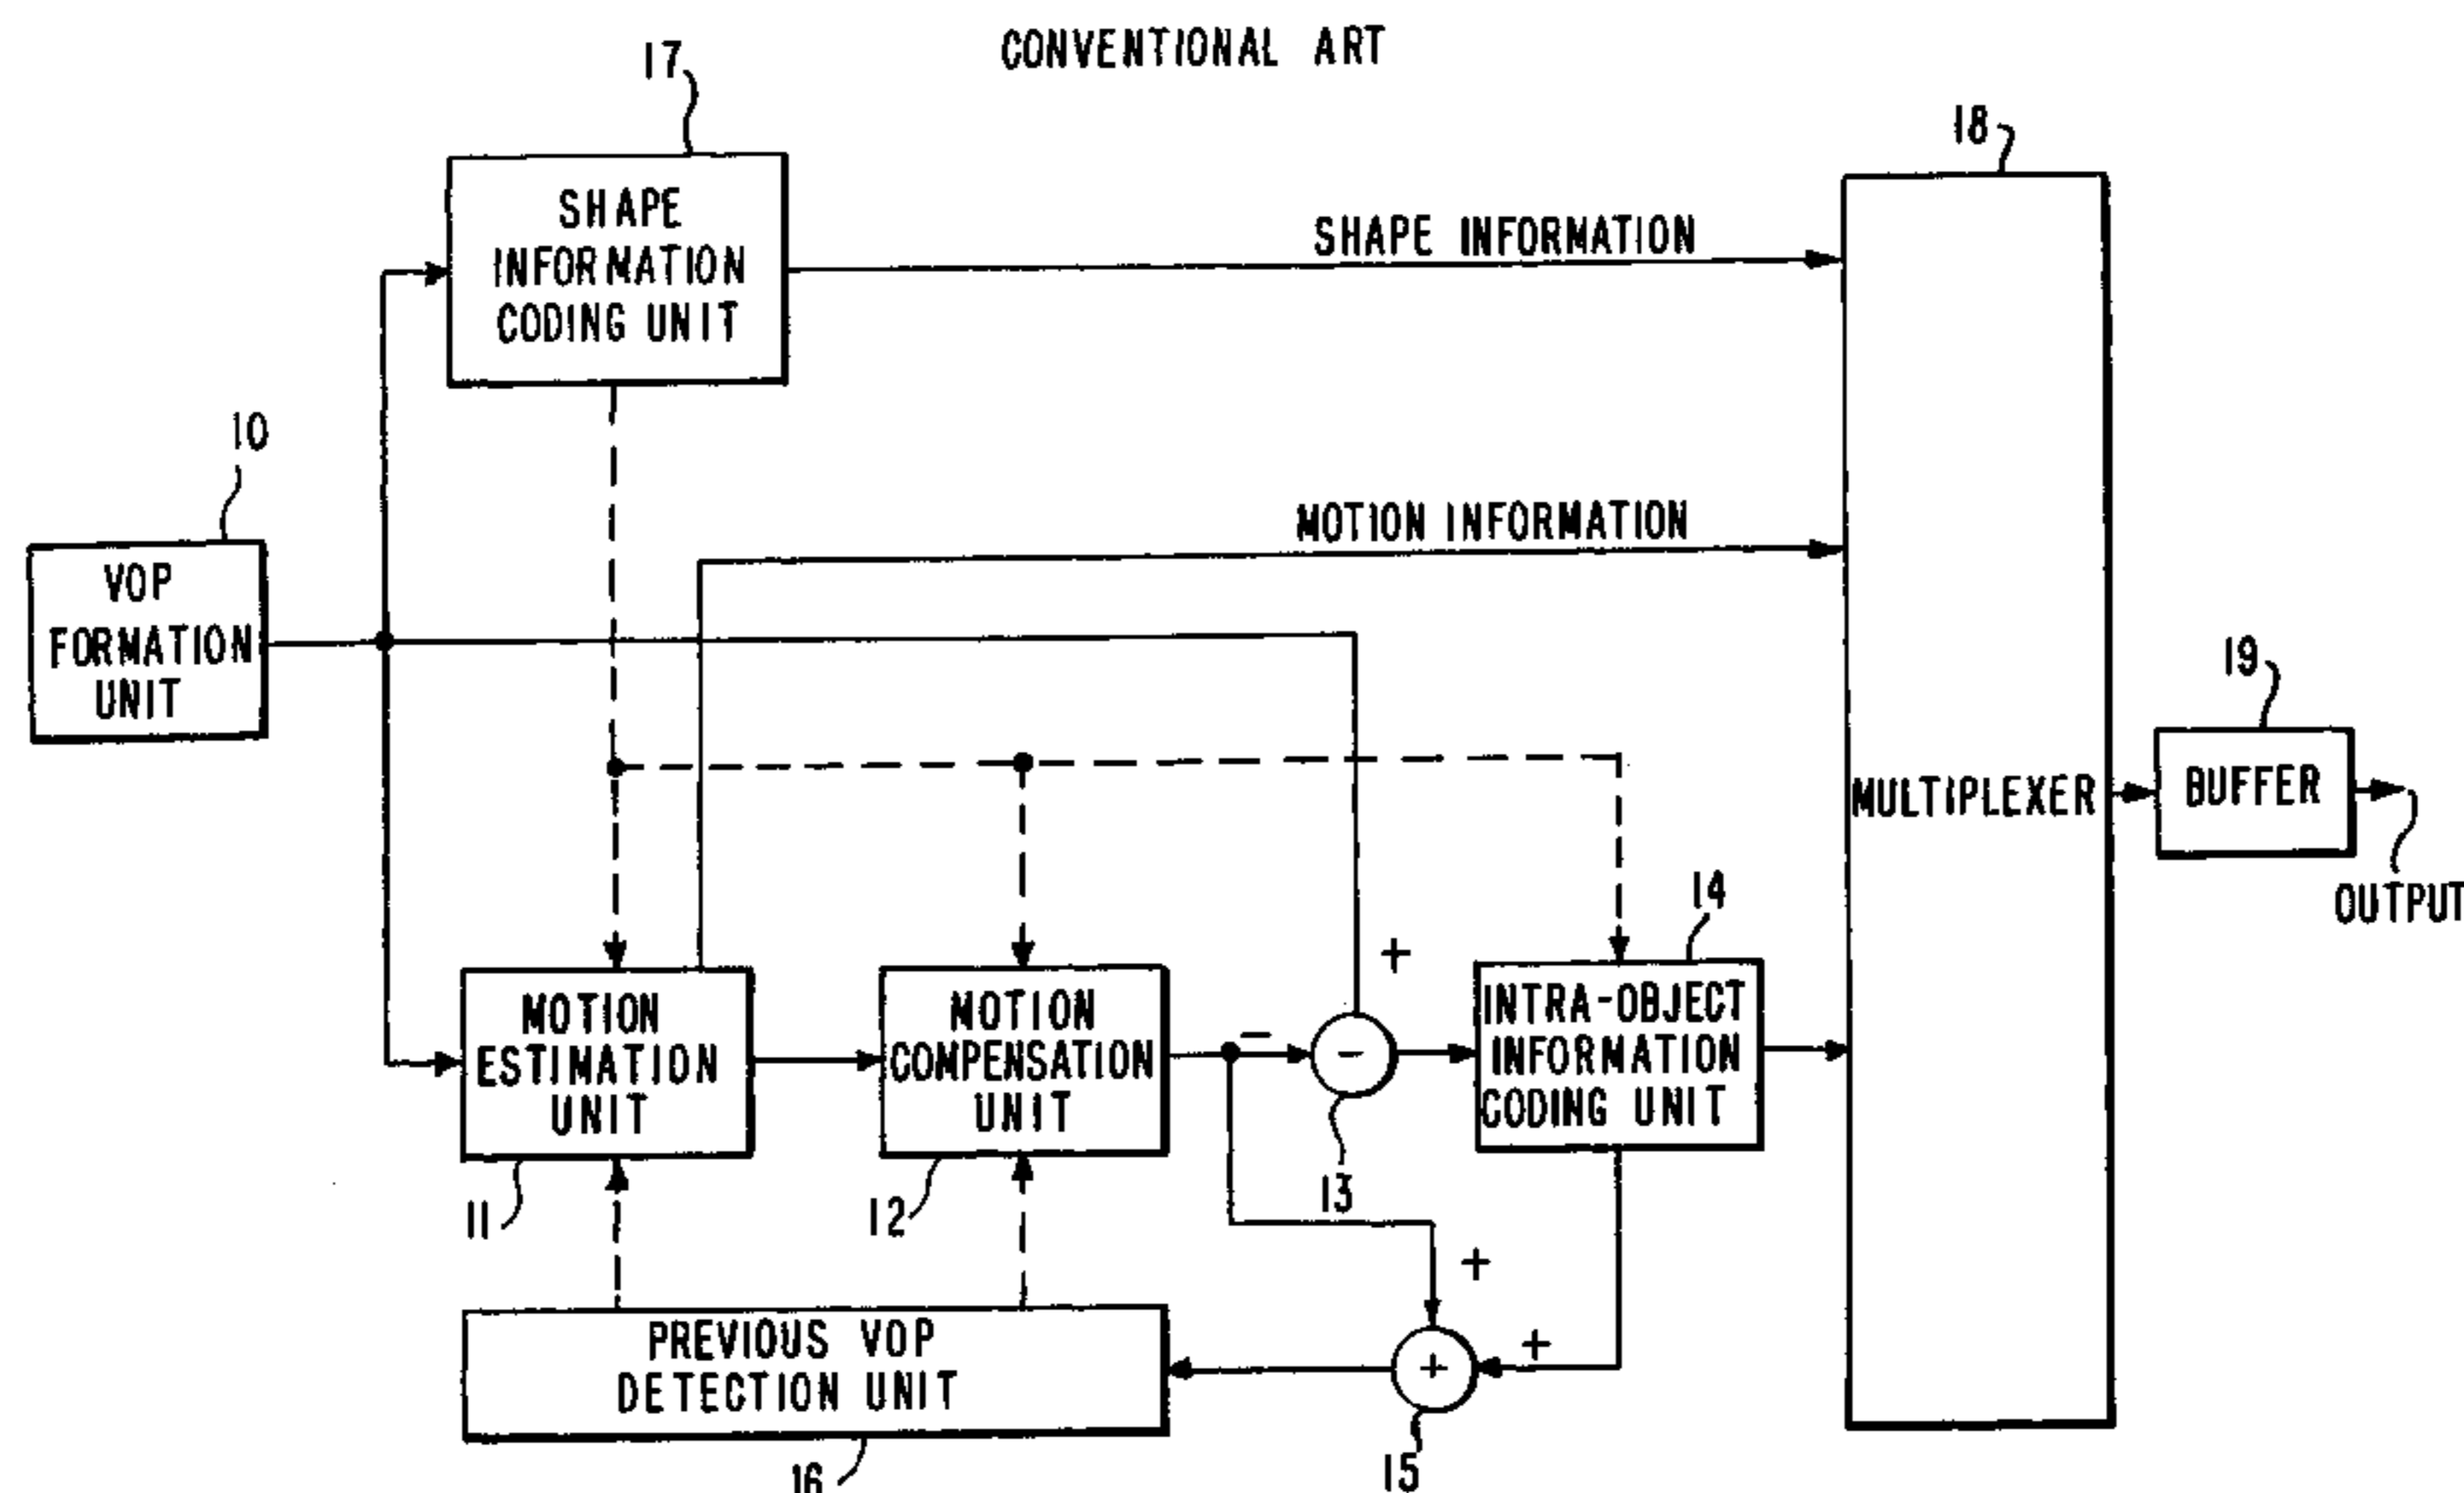 CONVENTIONAL ART
17
18
SHAPE
INFORMATION
CODING UNIT
SHAPE INFORMATION
10
MOTION INFORMATION
VOP
FORMATION
UNIT
19
MULTIPLEXER
BUFFER
OUTPUT
14
+
MOTION
ESTIMATION
UNIT
MOTION
COMPENSATION
UNIT
-
-
INTRA-OBJECT
INFORMATION
CODING UNIT
11
12
13
+
+
+
PREVIOUS VOP
DETECTION UNIT
16
15